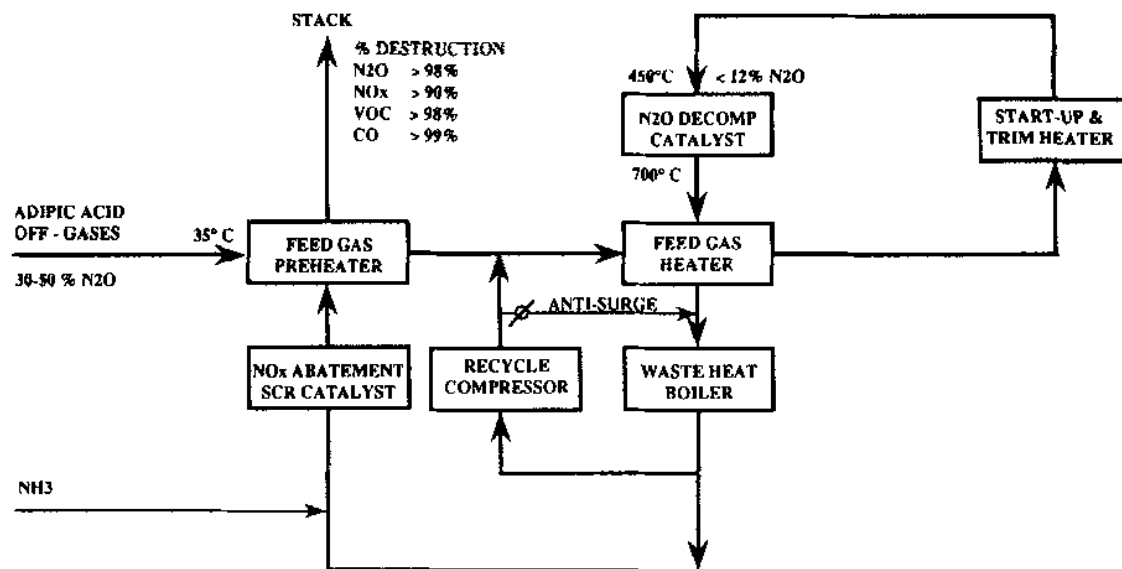 STACK
% DESTRUCTION
N2O > 98%
NOx > 90%
VOC > 98%
CO > 99%
450°C < 12% N2O
N2O DECOMP
CATALYST
START-UP &
TRIM HEATER
700° C
ADIPIC ACID
OFF - GASES
35° C
30-50 % N2O
FEED GAS
PREHEATER
FEED GAS
HEATER
ANTI-SURGE
NOx ABATEMENT
SCR CATALYST
RECYCLE
COMPRESSOR
WASTE HEAT
BOILER
NH3